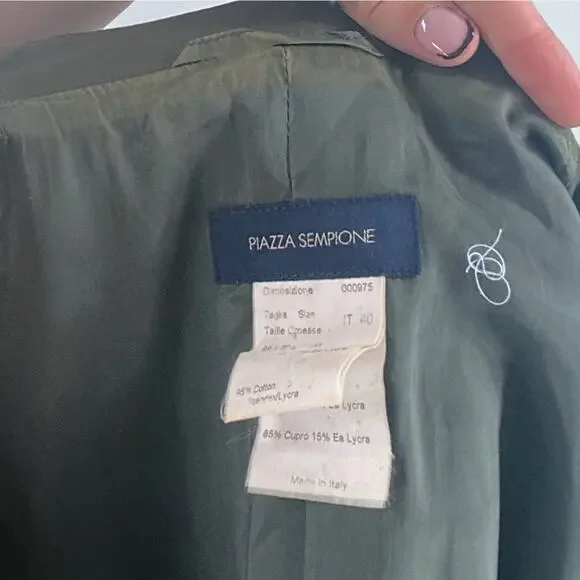 PIAZZA SEMPIONE
Disposizione 000975
Taglia Size IT 40
Taille Grösse
95% Cotton
Spandex/Lycra
Ea Lycra
85% Cupro 15% Ea Lycra
Made in Italy